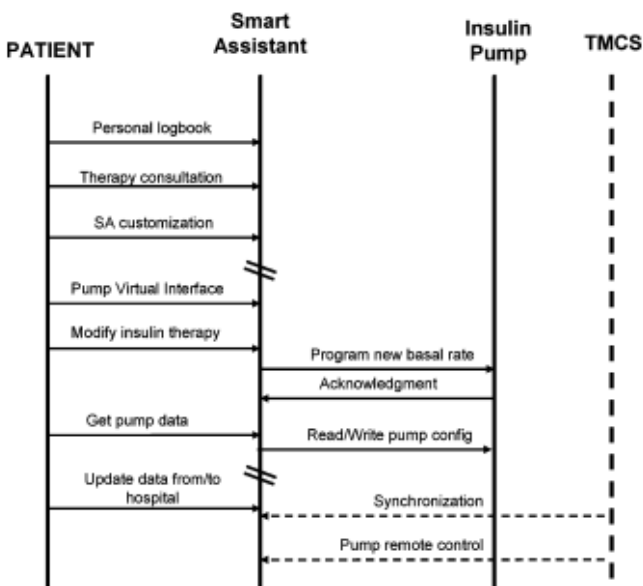 PATIENT
Smart
Assistant
Insulin
Pump
TMCS
Personal logbook
Therapy consultation
SA customization
Pump Virtual Interface
Modify insulin therapy
Program new basal rate
Acknowledgment
Get pump data
Read/Write pump config
Update data from/to
hospital
Synchronization
Pump remote control